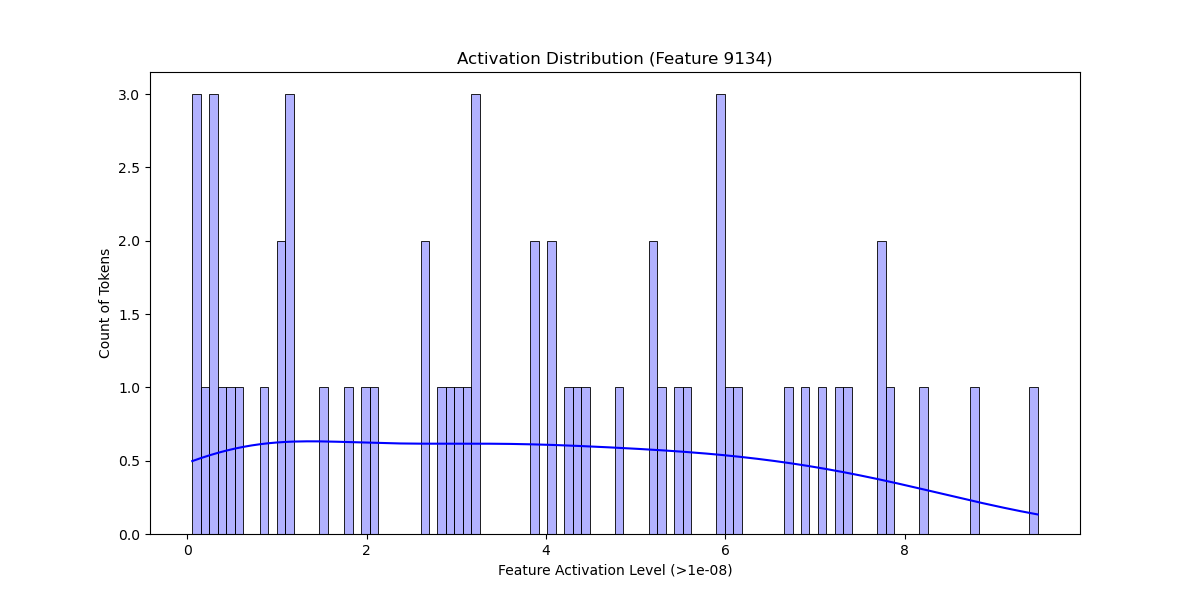 Activation Distribution (Feature 9134)
3.0
2.5
2.0
1.5
1.0
0.5
0.0
Count of Tokens
0 2 4 6 8
Feature Activation Level (>1e-08)